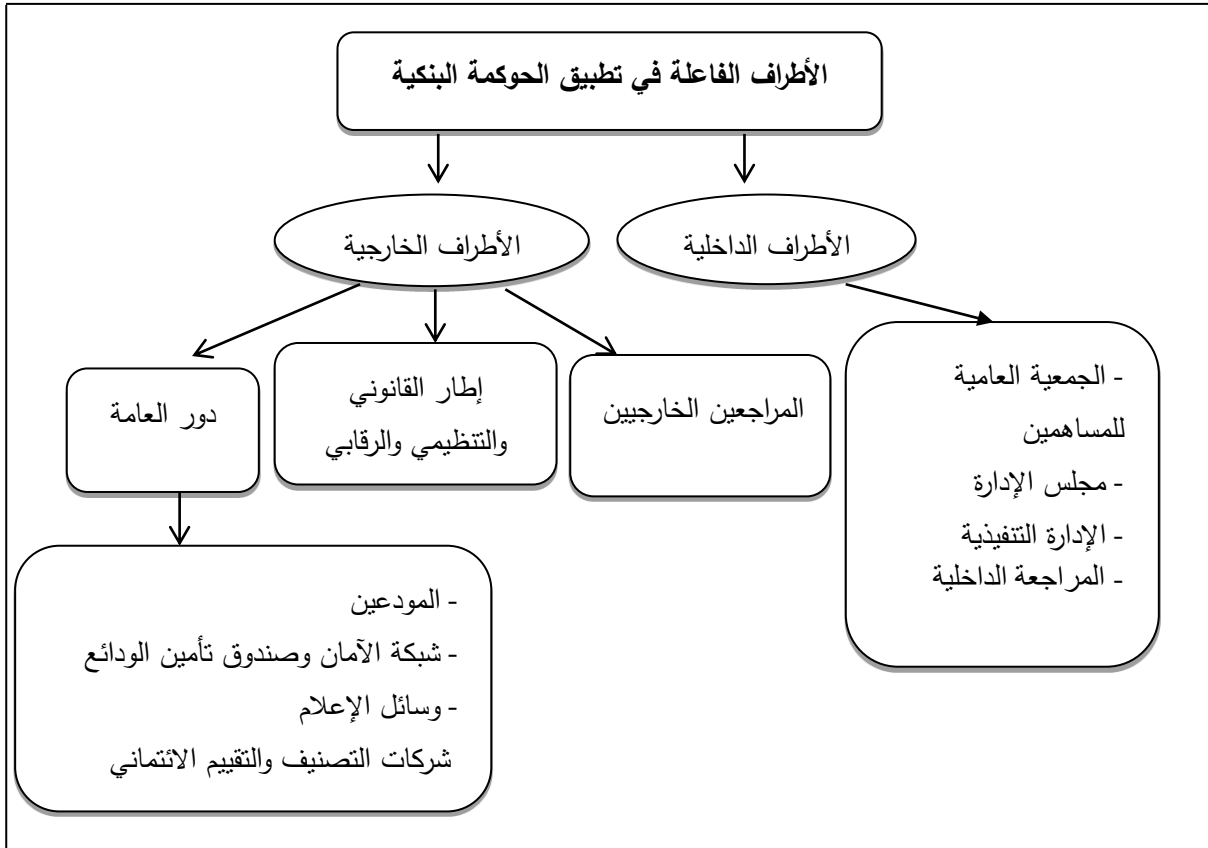 الأطراف الفاعلة في تطبيق الحوكمة البنكية
الأطراف الداخلية
الأطراف الخارجية
- الجمعية العامية
للمساهمين
- مجلس الإدارة
- الإدارة التنفيذية
- المراجعة الداخلية
المراجعين الخارجيين
إطار القانوني
والتنظيمي والرقابي
دور العامة
- المودعين
- شبكة الآمان وصندوق تأمين الودائع
- وسائل الإعلام
شركات التصنيف والتقييم الائتماني